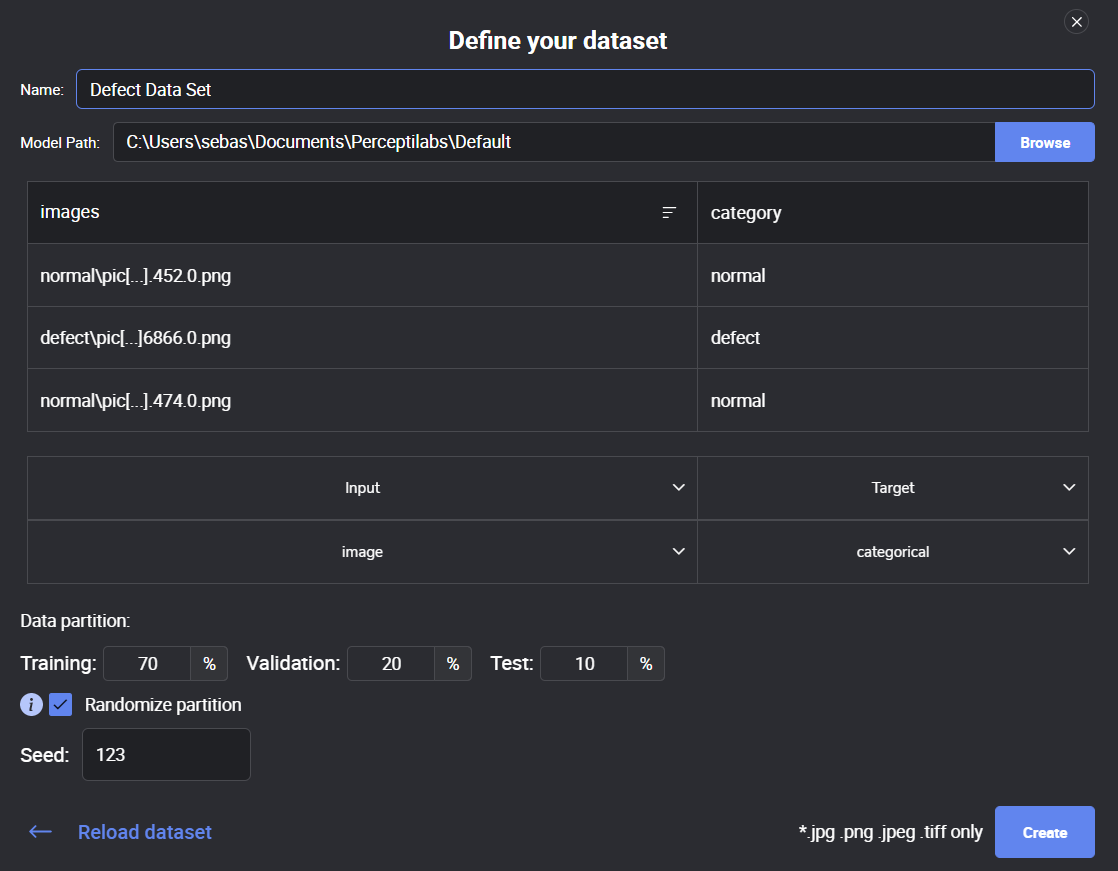 Define your dataset
Name: Defect Data Set
Model Path: C:\Users\sebas\Documents\Perceptilabs\Default Browse
images category
normal\pic[...].452.0.png normal
defect\pic[...]6866.0.png defect
normal\pic[...].474.0.png normal
Input Target
image categorical
Data partition:
Training: 70 % Validation: 20 % Test: 10 %
i Randomize partition
Seed: 123
Reload dataset *.jpg .png .jpeg .tiff only Create